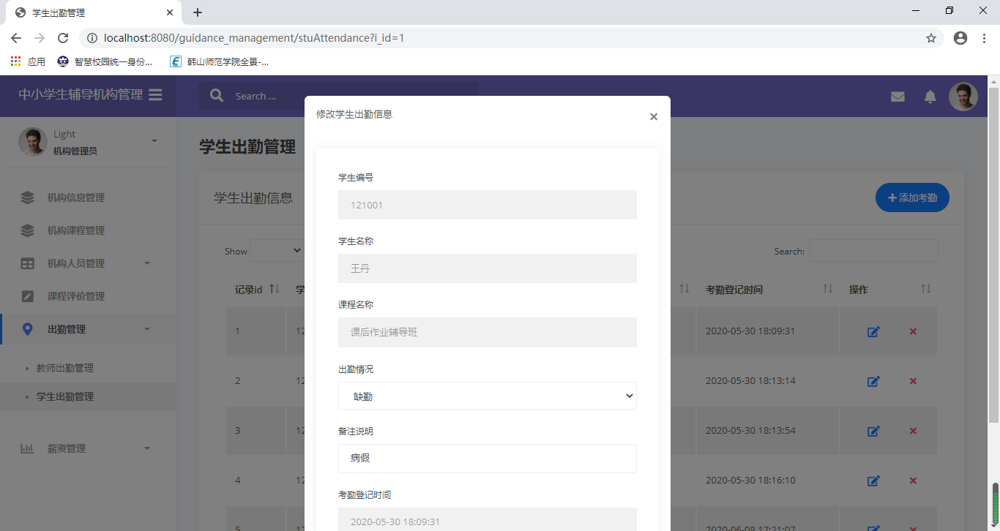 学生出勤管理
localhost:8080/guidance_management/stuAttendance?i_id=1
应用 智慧校园统一身份... 韩山师范学院全景-...
中小学生辅导机构管理
Search ...
Light
机构管理员
机构信息管理
机构课程管理
机构人员管理
课程评价管理
出勤管理
教师出勤管理
学生出勤管理
薪资管理
学生出勤管理
学生出勤信息
添加考勤
Show
Search:
记录id 学 考勤登记时间 操作
1 12 2020-05-30 18:09:31
2 12 2020-05-30 18:13:14
3 12 2020-05-30 18:13:54
4 12 2020-05-30 18:16:10
5 12 2020-06-08 17:21:07
修改学生出勤信息
×
学生编号
121001
学生名称
王丹
课程名称
课后作业辅导班
出勤情况
缺勤
备注说明
病假
考勤登记时间
2020-05-30 18:09:31